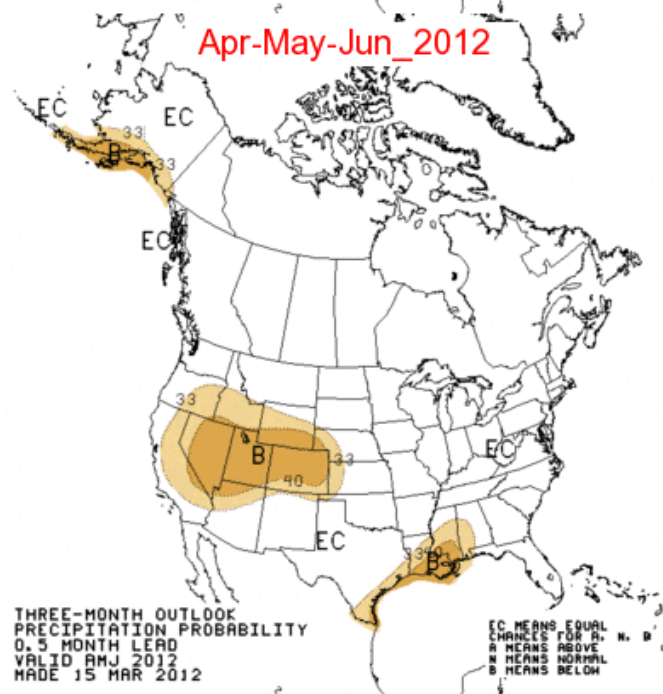 Apr-May-Jun_2012
EC
EC
33
B
33
EC
33
B
33
40
EC
EC
33
40
B
THREE-MONTH OUTLOOK
PRECIPITATION PROBABILITY
0.5 MONTH LEAD
VALID AMJ 2012
MADE 15 MAR 2012
EC MEANS EQUAL
CHANCES FOR A, N, B
A MEANS ABOVE
N MEANS NORMAL
B MEANS BELOW